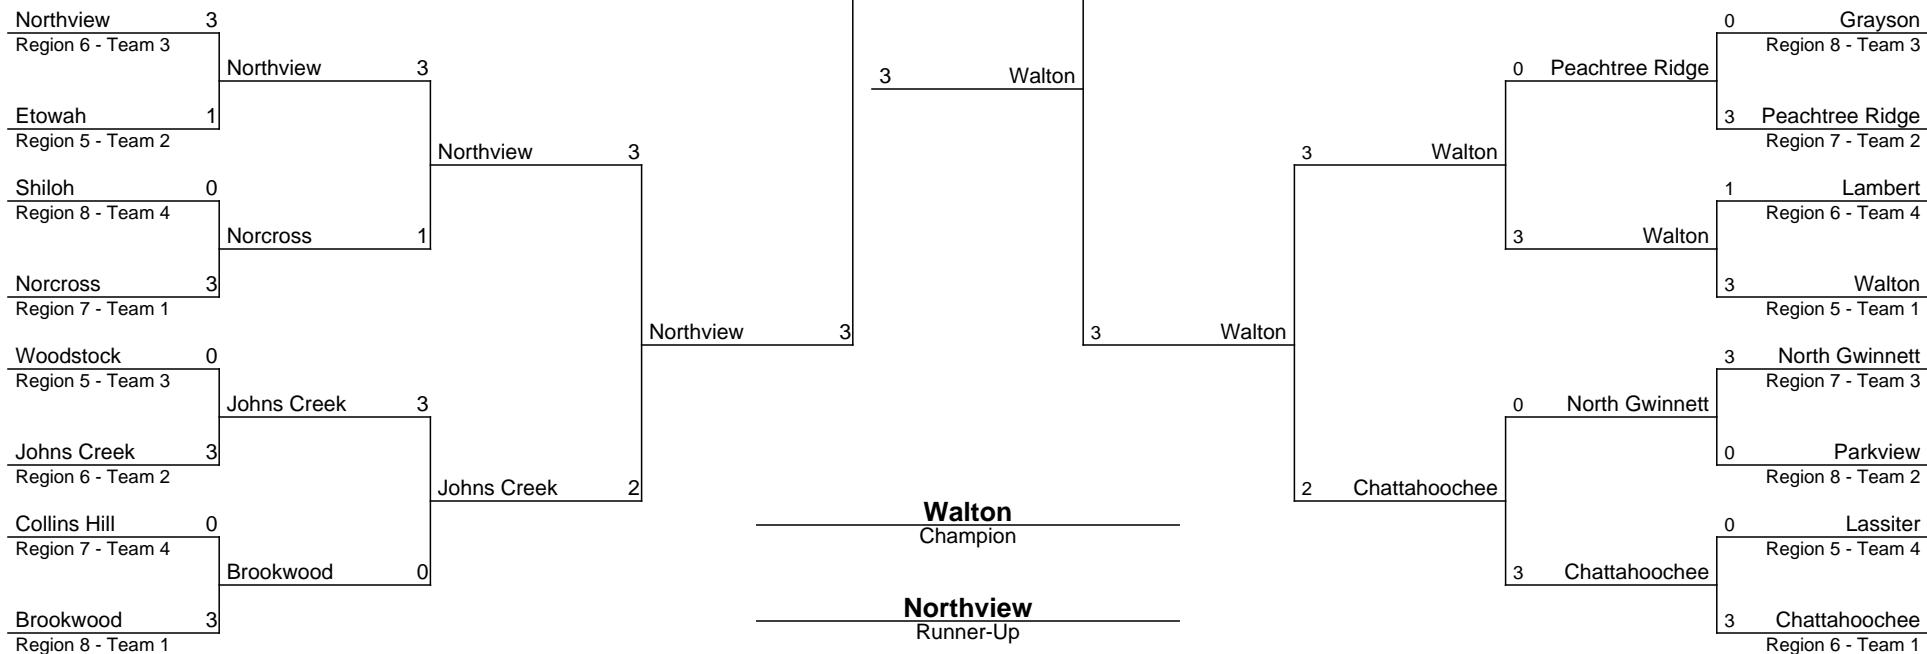 Northview 3
Region 6 - Team 3
Etowah 1
Region 5 - Team 2
Shiloh 0
Region 8 - Team 4
Norcross 3
Region 7 - Team 1
Woodstock 0
Region 5 - Team 3
Johns Creek 3
Region 6 - Team 2
Collins Hill 0
Region 7 - Team 4
Brookwood 3
Region 8 - Team 1
Northview 3
Norcross 1
Johns Creek 3
Brookwood 0
Northview 3
Johns Creek 2
Northview 3
3 Walton
Walton
Champion
Northview
Runner-Up
3 Walton
3 Walton
2 Chattahoochee
0 Peachtree Ridge
3 Walton
0 North Gwinnett
3 Chattahoochee
0 Grayson
Region 8 - Team 3
3 Peachtree Ridge
Region 7 - Team 2
1 Lambert
Region 6 - Team 4
3 Walton
Region 5 - Team 1
3 North Gwinnett
Region 7 - Team 3
0 Parkview
Region 8 - Team 2
0 Lassiter
Region 5 - Team 4
3 Chattahoochee
Region 6 - Team 1